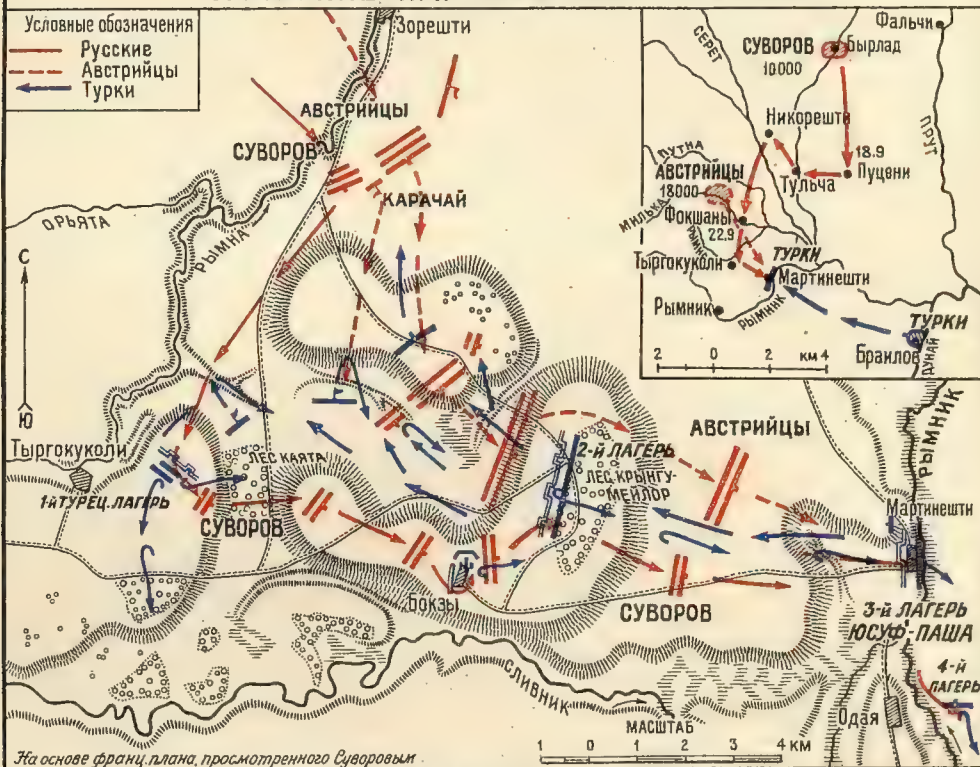 Условные обозначения
Русские
Австрийцы
Турки
Зорешти
АВСТРИЙЦЫ
СУВОРОВ
КАРАЧАЙ
ОРЬЯТА
РЫМНА
С
Ю
Тыргокуколи
1-й ТУРЕЦ. ЛАГЕРЬ
ЛЕС КАЯТА
СУВОРОВ
2-й ЛАГЕРЬ
ЛЕС КРЫНГУ-
МЕЙЛОР
АВСТРИЙЦЫ
РЫМНИК
Мартинешти
Бокзы
СУВОРОВ
3-й ЛАГЕРЬ
ЮСУФ-ПАША
4-й
ЛАГЕРЬ
Одая
СЛИВНИК
МАСШТАБ
1 0 1 2 3 4 км
На основе франц. плана, просмотренного Суворовым
СЕРЕТ
СУВОРОВ
10000
Бырлад
Фальчи
ПРУТ
Никорешти
18.9
Пуцени
Тульча
ПУТНА
АВСТРИЙЦЫ
18000
МИЛЬКА
Фокшаны
22.9
ТУРКИ
Тыргокуколи
Мартинешти
Рымник
РЫМНИК
ТУРКИ
Браилов
ДУНАЙ
2 0 2 км 4